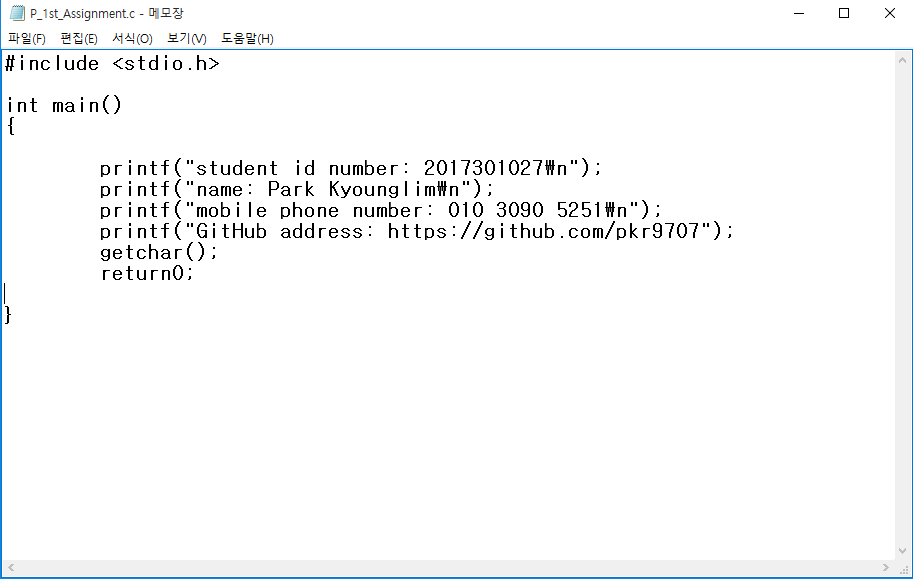 P_1st_Assignment.c - 메모장
파일(F) 편집(E) 서식(O) 보기(V) 도움말(H)
#include <stdio.h>
int main()
{
printf("student id number: 2017301027₩n");
printf("name: Park Kyounglim₩n");
printf("mobile phone number: 010 3090 5251₩n");
printf("GitHub address: https://github.com/pkr9707");
getchar();
return0;
}